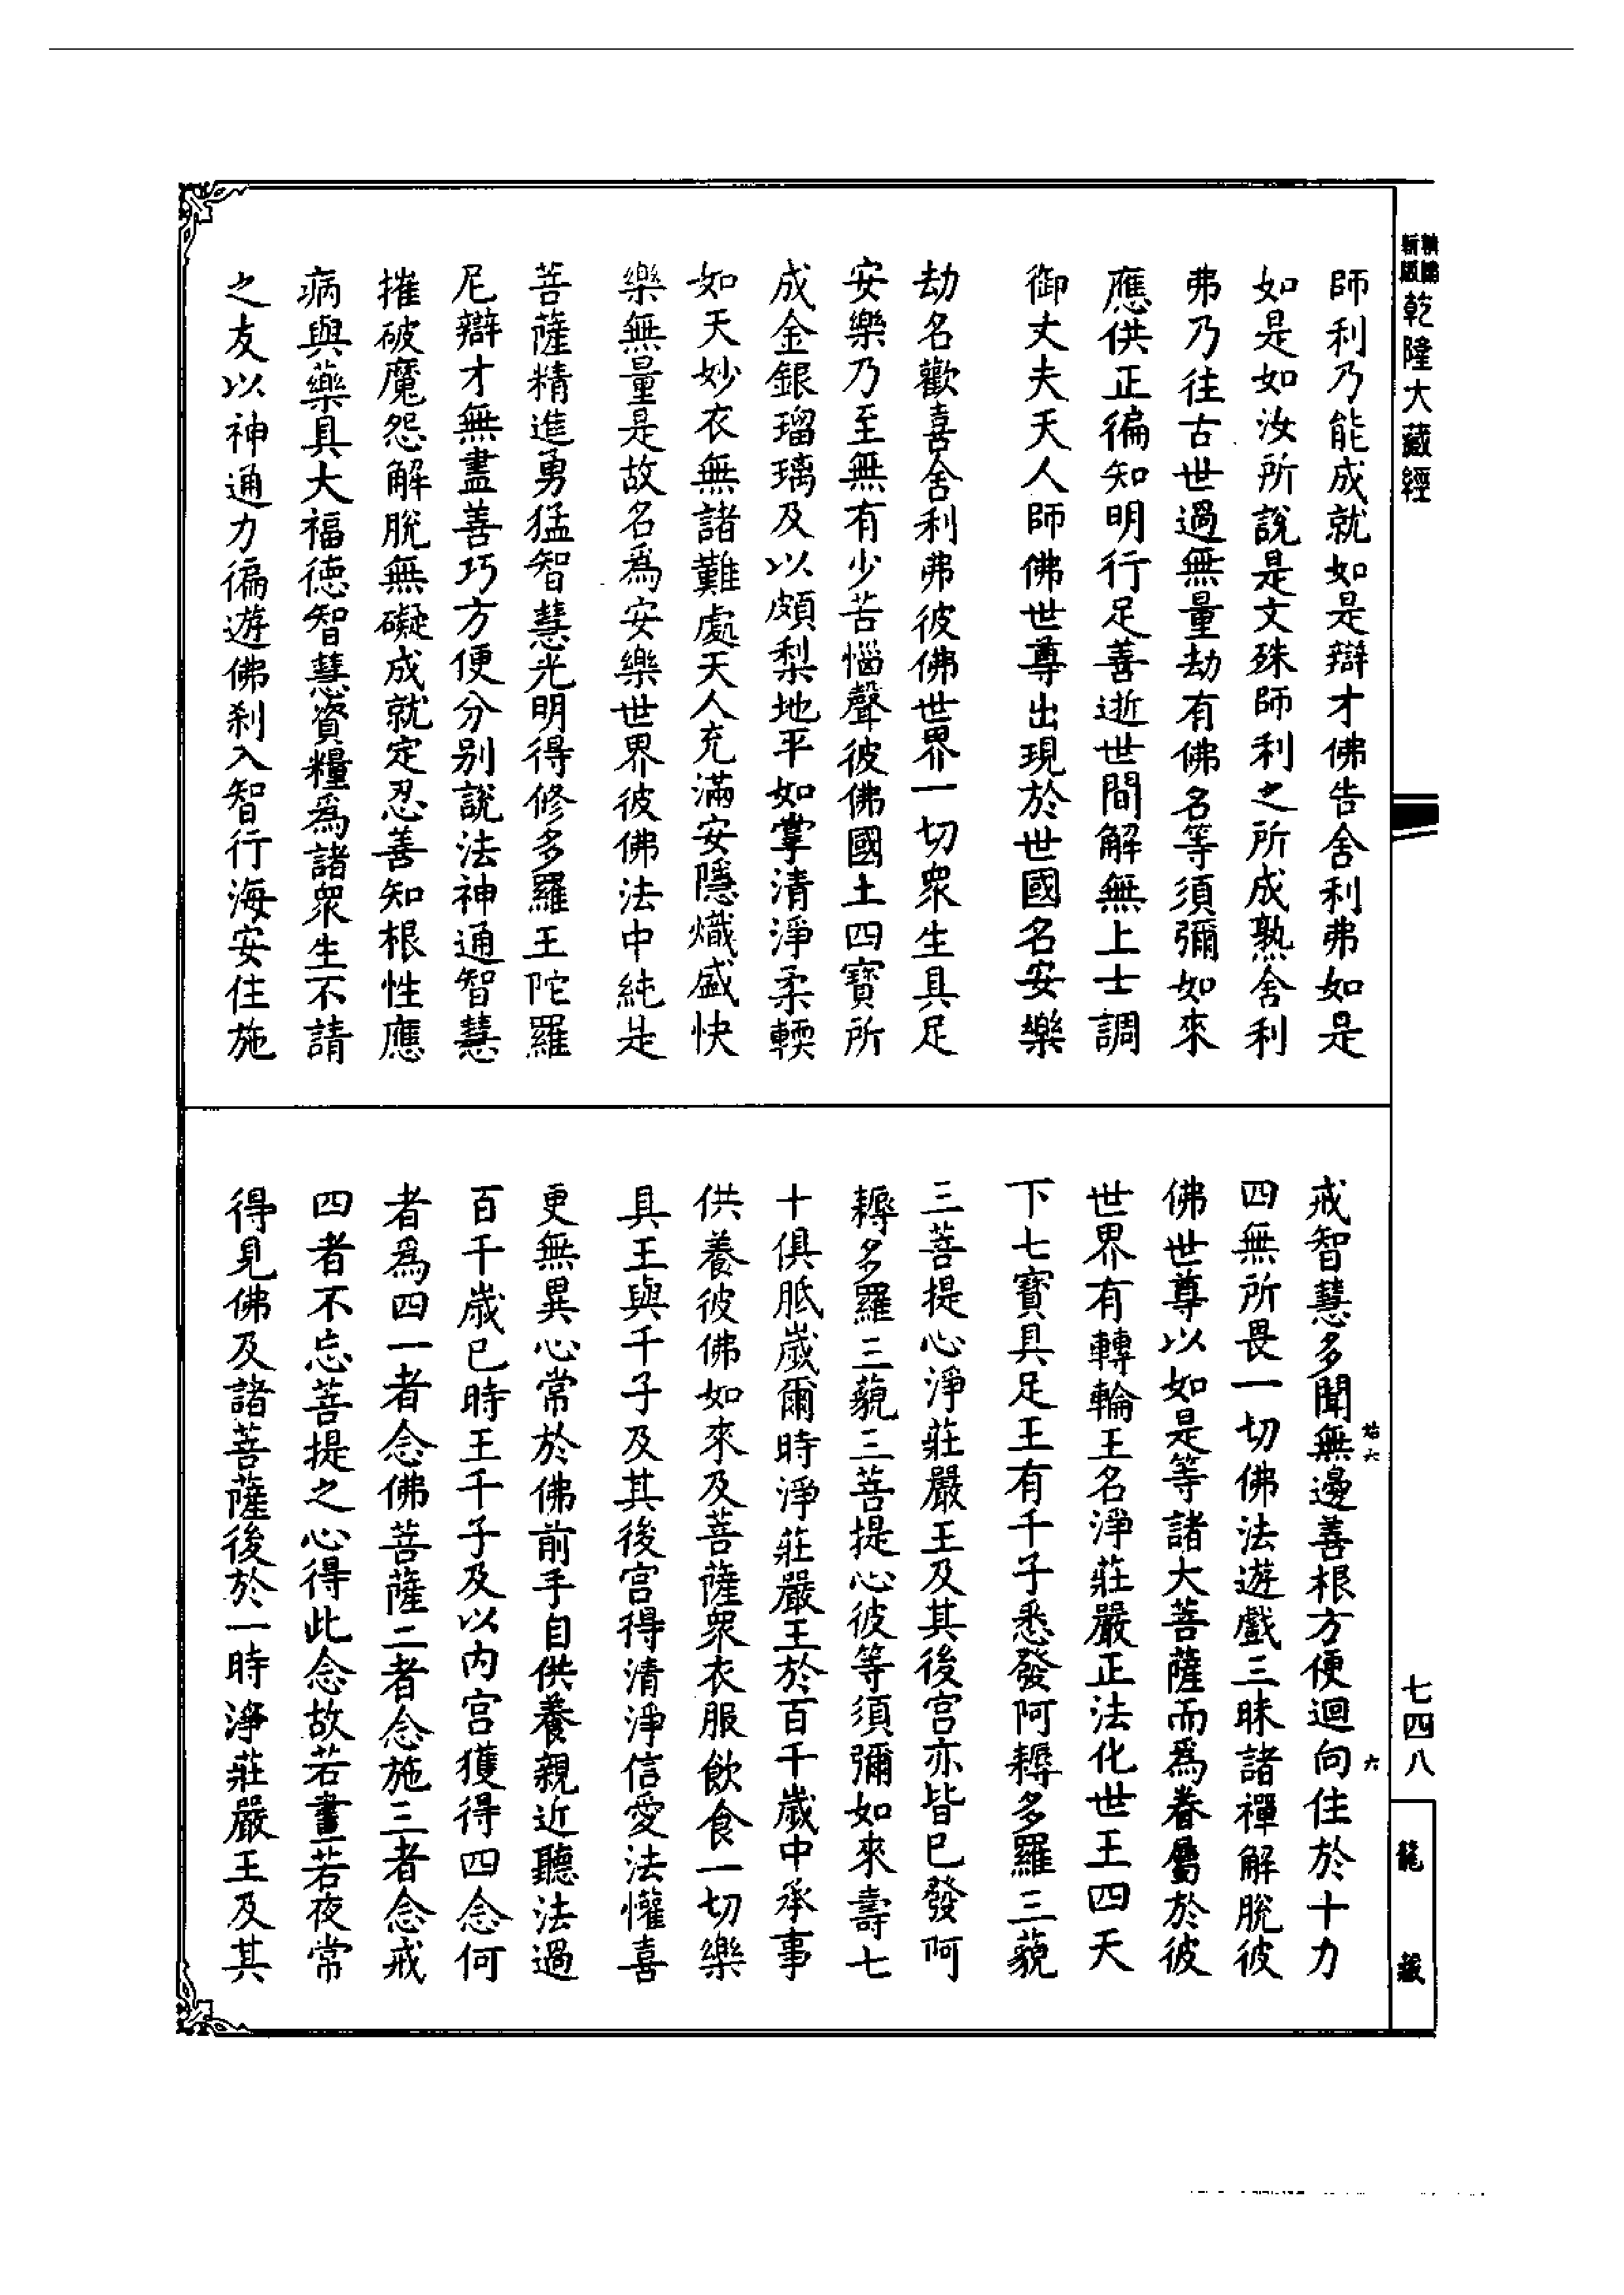 乾隆大藏經
師利乃能成就如是辯才佛告舍利弗如是
如是如汝所說是文殊師利之所成熟舍利
弗乃往古世過無量劫有佛名等須彌如來
應供正徧知明行足善逝世間解無上士調
御丈夫天人師佛世尊出現於世國名安樂
劫名歡喜舍利弗彼佛世界一切眾生具足
安樂乃至無有少苦惱聲彼佛國土四寶所
成金銀瑠璃及以頗梨地平如掌清淨柔輭
如天妙衣無諸難處天人充滿安隱熾盛快
樂無量是故名為安樂世界彼佛法中純是
菩薩精進勇猛智慧光明得修多羅王陀羅
尼辯才無盡善巧方便分別說法神通智慧
摧破魔怨解脫無礙成就定忍善知根性應
病與藥具大福德智慧資糧為諸眾生不請
之友以神通力徧遊佛剎入智行海安住施
戒智慧多聞無邊善根方便迴向住於十力
四無所畏一切佛法遊戲三昧諸禪解脫彼
佛世尊以如是等諸大菩薩而為眷屬於彼
世界有轉輪王名淨莊嚴正法化世王四天
下七寶具足王有千子悉發阿耨多羅三藐
三菩提心淨莊嚴王及其後宮亦皆已發阿
耨多羅三藐三菩提心彼等須彌如來壽七
十俱胝歲爾時淨莊嚴王於百千歲中承事
供養彼佛如來及菩薩眾衣服飲食一切樂
具王與千子及其後宮得清淨信愛法懽喜
更無異心常於佛前手自供養親近聽法過
百千歲已時王千子及以內宮獲得四念何
者為四一者念佛菩薩二者念施三者念戒
四者不忘菩提之心得此念故若晝若夜常
得見佛及諸菩薩後於一時淨莊嚴王及其
六
七四八
龍藏